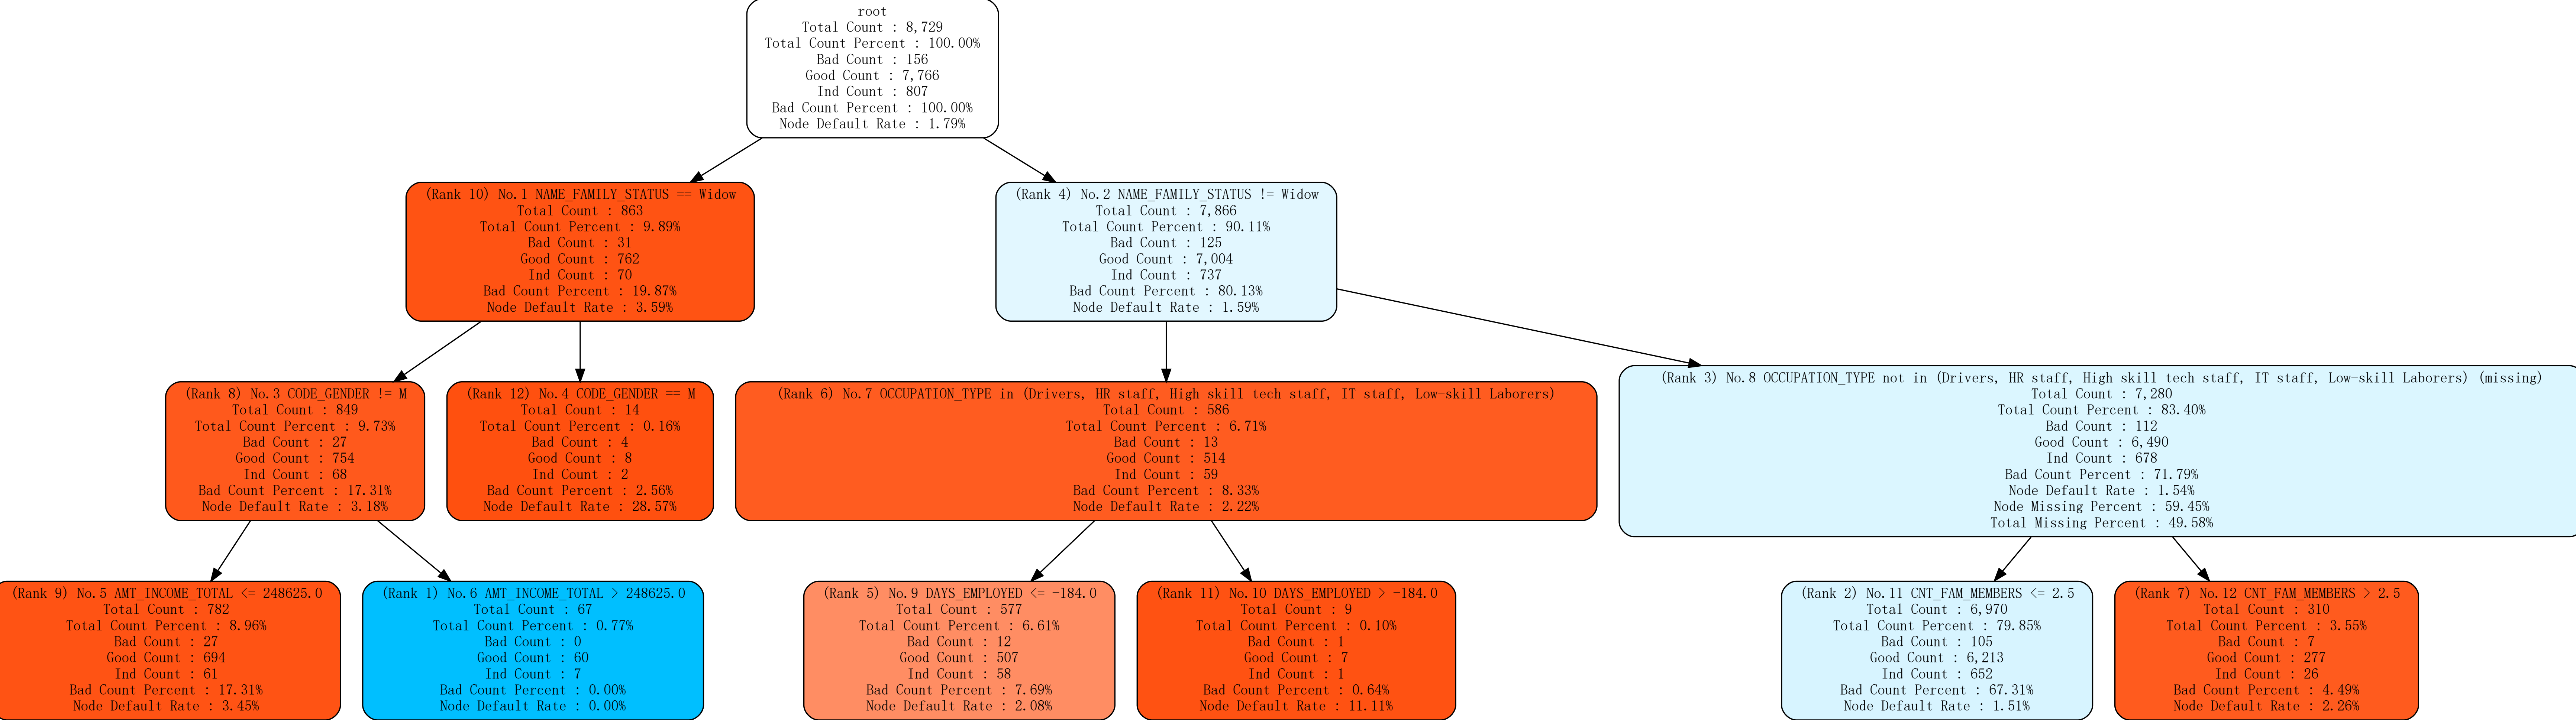 root
Total Count : 8,729
Total Count Percent : 100.00%
Bad Count : 156
Good Count : 7,766
Ind Count : 807
Bad Count Percent : 100.00%
Node Default Rate : 1.79%
(Rank 10) No.1 NAME_FAMILY_STATUS == Widow
Total Count : 863
Total Count Percent : 9.89%
Bad Count : 31
Good Count : 762
Ind Count : 70
Bad Count Percent : 19.87%
Node Default Rate : 3.59%
(Rank 4) No.2 NAME_FAMILY_STATUS != Widow
Total Count : 7,866
Total Count Percent : 90.11%
Bad Count : 125
Good Count : 7,004
Ind Count : 737
Bad Count Percent : 80.13%
Node Default Rate : 1.59%
(Rank 8) No.3 CODE_GENDER != M
Total Count : 849
Total Count Percent : 9.73%
Bad Count : 27
Good Count : 754
Ind Count : 68
Bad Count Percent : 17.31%
Node Default Rate : 3.18%
(Rank 12) No.4 CODE_GENDER == M
Total Count : 14
Total Count Percent : 0.16%
Bad Count : 4
Good Count : 8
Ind Count : 2
Bad Count Percent : 2.56%
Node Default Rate : 28.57%
(Rank 6) No.7 OCCUPATION_TYPE in (Drivers, HR staff, High skill tech staff, IT staff, Low-skill Laborers)
Total Count : 586
Total Count Percent : 6.71%
Bad Count : 13
Good Count : 514
Ind Count : 59
Bad Count Percent : 8.33%
Node Default Rate : 2.22%
(Rank 3) No.8 OCCUPATION_TYPE not in (Drivers, HR staff, High skill tech staff, IT staff, Low-skill Laborers) (missing)
Total Count : 7,280
Total Count Percent : 83.40%
Bad Count : 112
Good Count : 6,490
Ind Count : 678
Bad Count Percent : 71.79%
Node Default Rate : 1.54%
Node Missing Percent : 59.45%
Total Missing Percent : 49.58%
(Rank 9) No.5 AMT_INCOME_TOTAL <= 248625.0
Total Count : 782
Total Count Percent : 8.96%
Bad Count : 27
Good Count : 694
Ind Count : 61
Bad Count Percent : 17.31%
Node Default Rate : 3.45%
(Rank 1) No.6 AMT_INCOME_TOTAL > 248625.0
Total Count : 67
Total Count Percent : 0.77%
Bad Count : 0
Good Count : 60
Ind Count : 7
Bad Count Percent : 0.00%
Node Default Rate : 0.00%
(Rank 5) No.9 DAYS_EMPLOYED <= -184.0
Total Count : 577
Total Count Percent : 6.61%
Bad Count : 12
Good Count : 507
Ind Count : 58
Bad Count Percent : 7.69%
Node Default Rate : 2.08%
(Rank 11) No.10 DAYS_EMPLOYED > -184.0
Total Count : 9
Total Count Percent : 0.10%
Bad Count : 1
Good Count : 7
Ind Count : 1
Bad Count Percent : 0.64%
Node Default Rate : 11.11%
(Rank 2) No.11 CNT_FAM_MEMBERS <= 2.5
Total Count : 6,970
Total Count Percent : 79.85%
Bad Count : 105
Good Count : 6,213
Ind Count : 652
Bad Count Percent : 67.31%
Node Default Rate : 1.51%
(Rank 7) No.12 CNT_FAM_MEMBERS > 2.5
Total Count : 310
Total Count Percent : 3.55%
Bad Count : 7
Good Count : 277
Ind Count : 26
Bad Count Percent : 4.49%
Node Default Rate : 2.26%